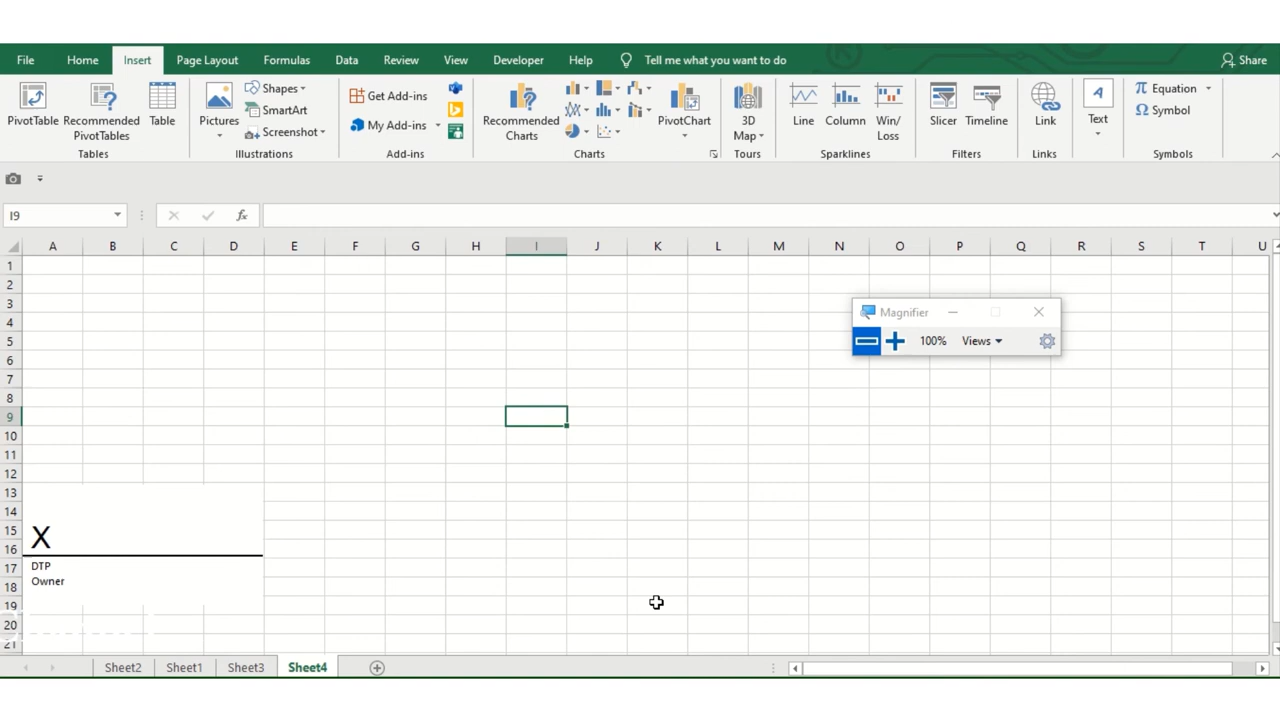 File Home Insert Page Layout Formulas Data Review View Developer Help Tell me what you want to do Share
PivotTable Recommended PivotTables Table Pictures Shapes SmartArt Screenshot Get Add-ins My Add-ins Recommended Charts PivotChart 3D Map Line Column Win/Loss Slicer Timeline Link Text Equation Symbol
Tables Illustrations Add-ins Charts Tours Sparklines Filters Links Symbols
I9 fx
A B C D E F G H I J K L M N O P Q R S T U
1
2
3
Magnifier
4
5
100% Views
6
7
8
9
10
11
12
13
14
15
X
16
17
DTP
18
Owner
19
20
21
Sheet2 Sheet1 Sheet3 Sheet4